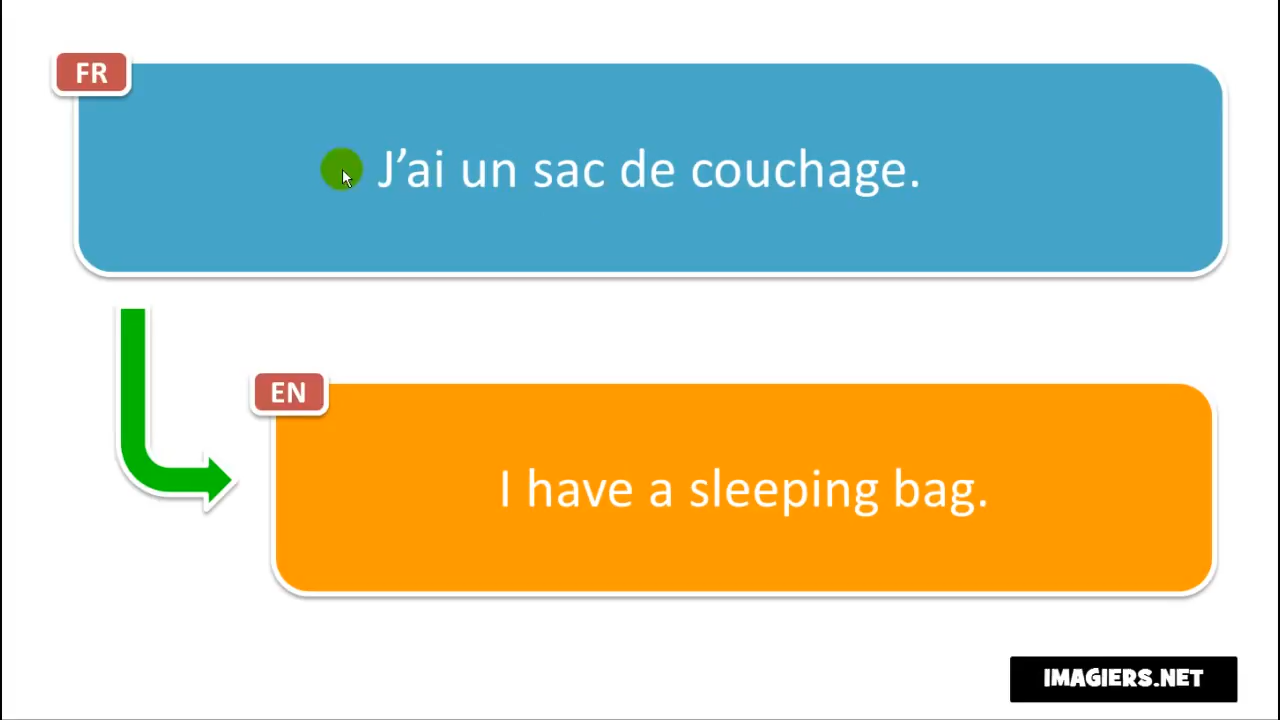 FR
J’ai un sac de couchage.
EN
I have a sleeping bag.
IMAGIERS.NET